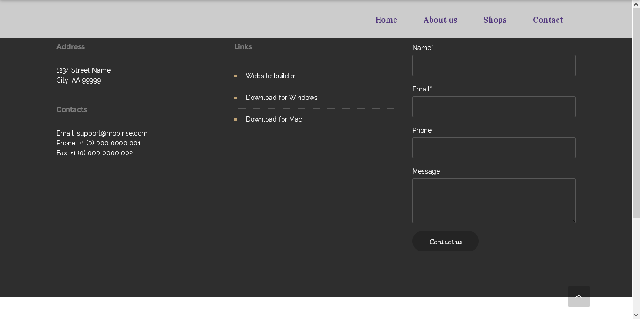 Home About us Shops Contact
Address
1234 Street Name
City, AA 99999
Contacts
Email: support@mobirise.com
Phone: +1 (0) 000 0000 001
Fax: +1 (0) 000 0000 002
Links
Website builder
Download for Windows
Download for Mac
Name*
Email*
Phone
Message
Contact us